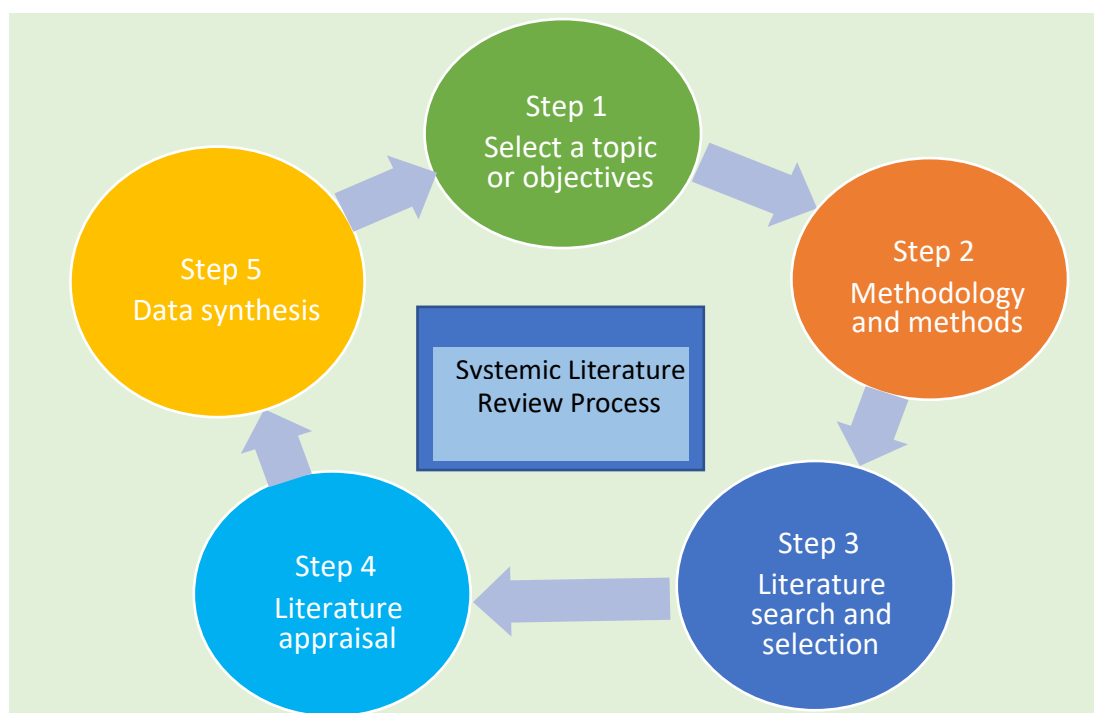 Step 1
Select a topic
or objectives
Step 2
Methodology
and methods
Step 3
Literature
search and
selection
Step 4
Literature
appraisal
Step 5
Data synthesis
Systemic Literature
Review Process